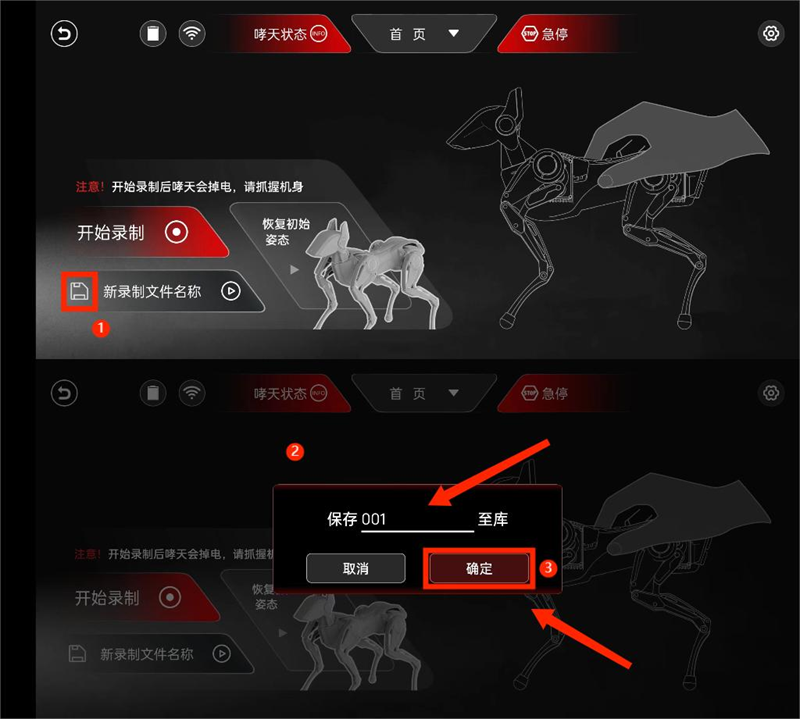 哮天状态 INFO
首 页
STOP 急停
注意！开始录制后哮天会掉电，请抓握机身
开始录制
恢复初始
姿态
新录制文件名称
1
哮天状态 INFO
首 页
STOP 急停
2
保存 001 至库
取消
确定
3
注意！开始录制后哮天会掉电，请抓握机
开始录制
恢复
姿态
新录制文件名称